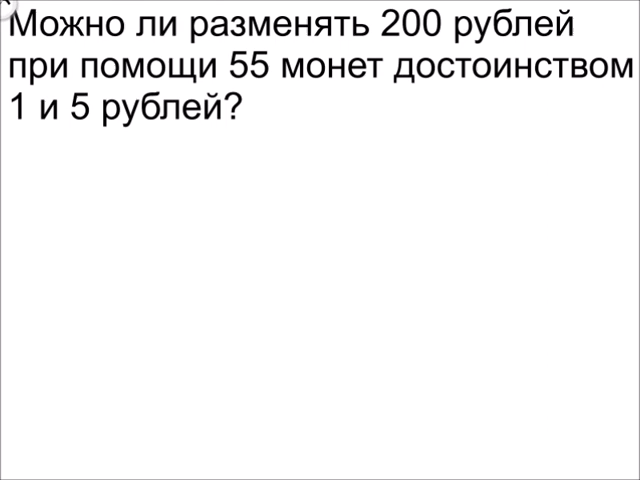 Можно ли разменять 200 рублей
при помощи 55 монет достоинством
1 и 5 рублей?